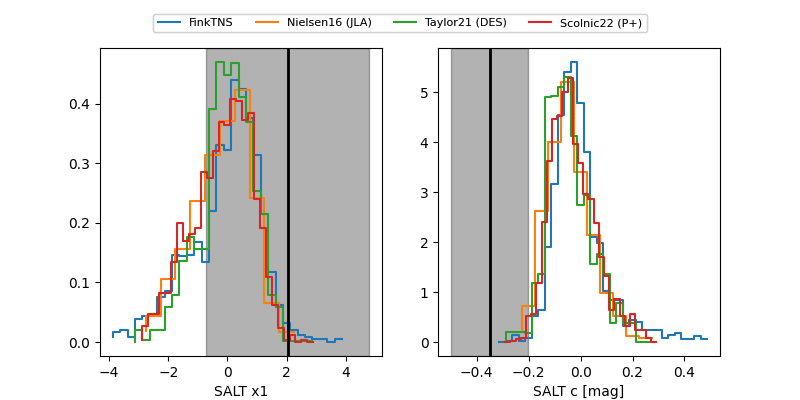 FinkTNS Nielsen16 (JLA) Taylor21 (DES) Scolnic22 (P+)
0.4
0.3
0.2
0.1
0.0
−4 −2 0 2 4
SALT x1
5
4
3
2
1
0
−0.4 −0.2 0.0 0.2 0.4
SALT c [mag]